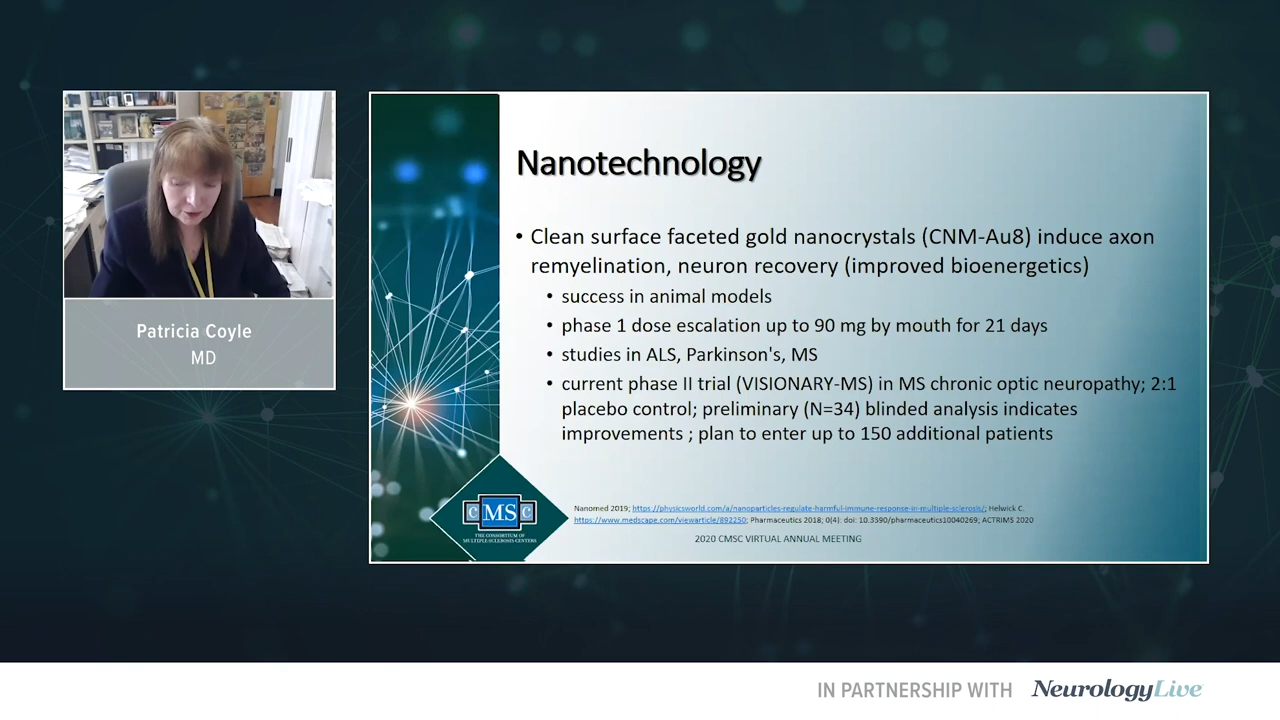 Patricia Coyle
MD
Nanotechnology
• Clean surface faceted gold nanocrystals (CNM-Au8) induce axon
remyelination, neuron recovery (improved bioenergetics)
• success in animal models
• phase 1 dose escalation up to 90 mg by mouth for 21 days
• studies in ALS, Parkinson's, MS
• current phase II trial (VISIONARY-MS) in MS chronic optic neuropathy; 2:1
placebo control; preliminary (N=34) blinded analysis indicates
improvements ; plan to enter up to 150 additional patients
Nanomed 2019; https://physicsworld.com/a/nanoparticles-regulate-harmful-immune-response-in-multiple-sclerosis/; Helwick C.
https://www.medscape.com/viewarticle/892250; Pharmaceutics 2018; 0(4): doi: 10.3390/pharmaceutics10040269; ACTRIMS 2020
2020 CMSC VIRTUAL ANNUAL MEETING
C MS C
THE CONSORTIUM OF
MULTIPLE SCLEROSIS CENTERS
IN PARTNERSHIP WITH NeurologyLive